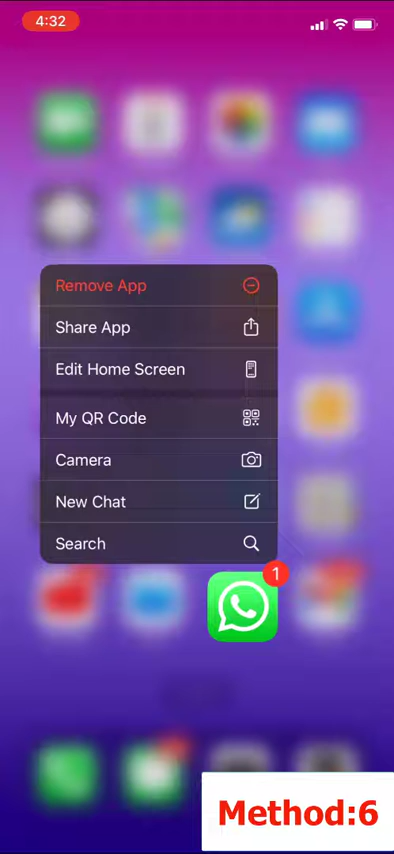 4:32
Remove App
Share App
Edit Home Screen
My QR Code
Camera
New Chat
Search
1
Method:6